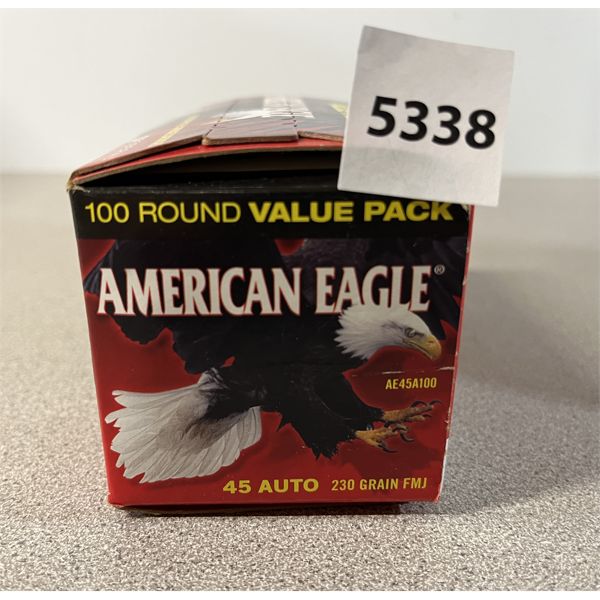 5338
100 ROUND VALUE PACK
AMERICAN EAGLE®
AE45A100
45 AUTO 230 GRAIN FMJ